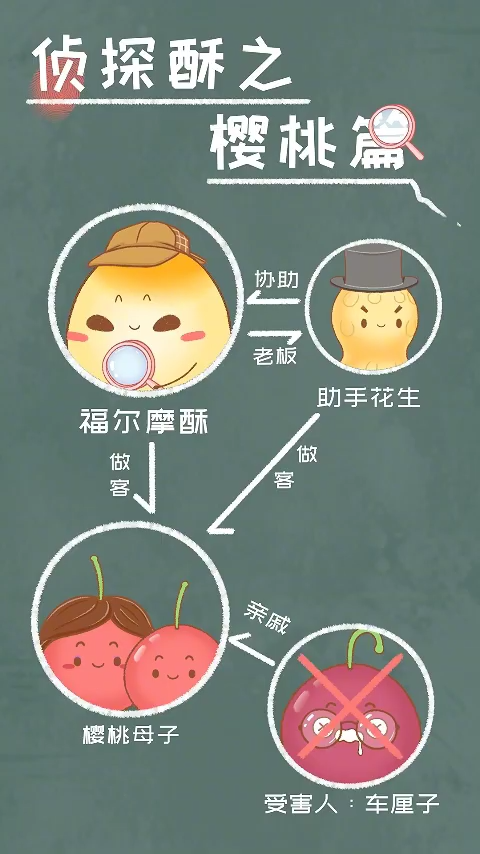 侦探酥之
樱桃篇
协助
老板
福尔摩酥
助手花生
做客
做客
亲戚
樱桃母子
受害人：车厘子